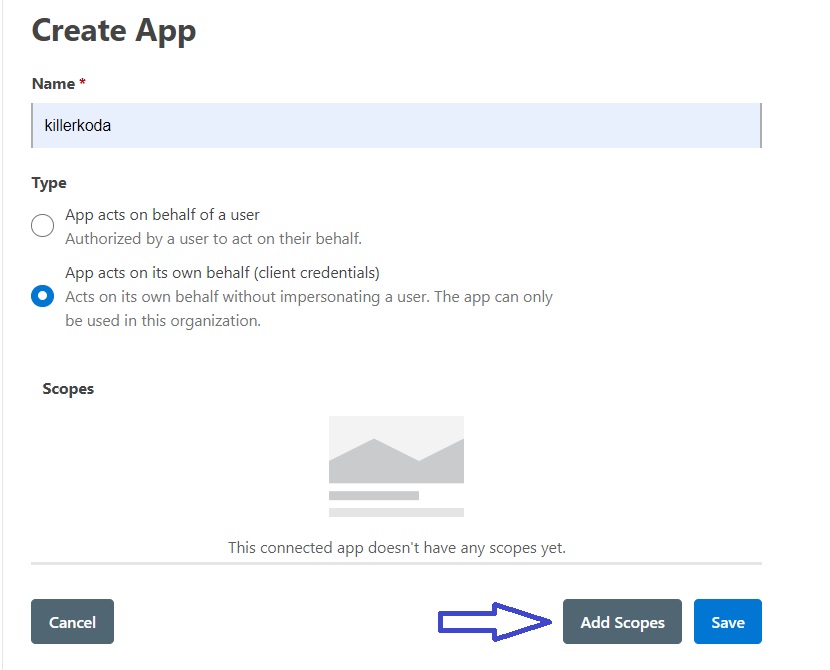 Create App
Name *
killerkoda
Type
App acts on behalf of a user
Authorized by a user to act on their behalf.
App acts on its own behalf (client credentials)
Acts on its own behalf without impersonating a user. The app can only
be used in this organization.
Scopes
This connected app doesn't have any scopes yet.
Cancel
Add Scopes
Save